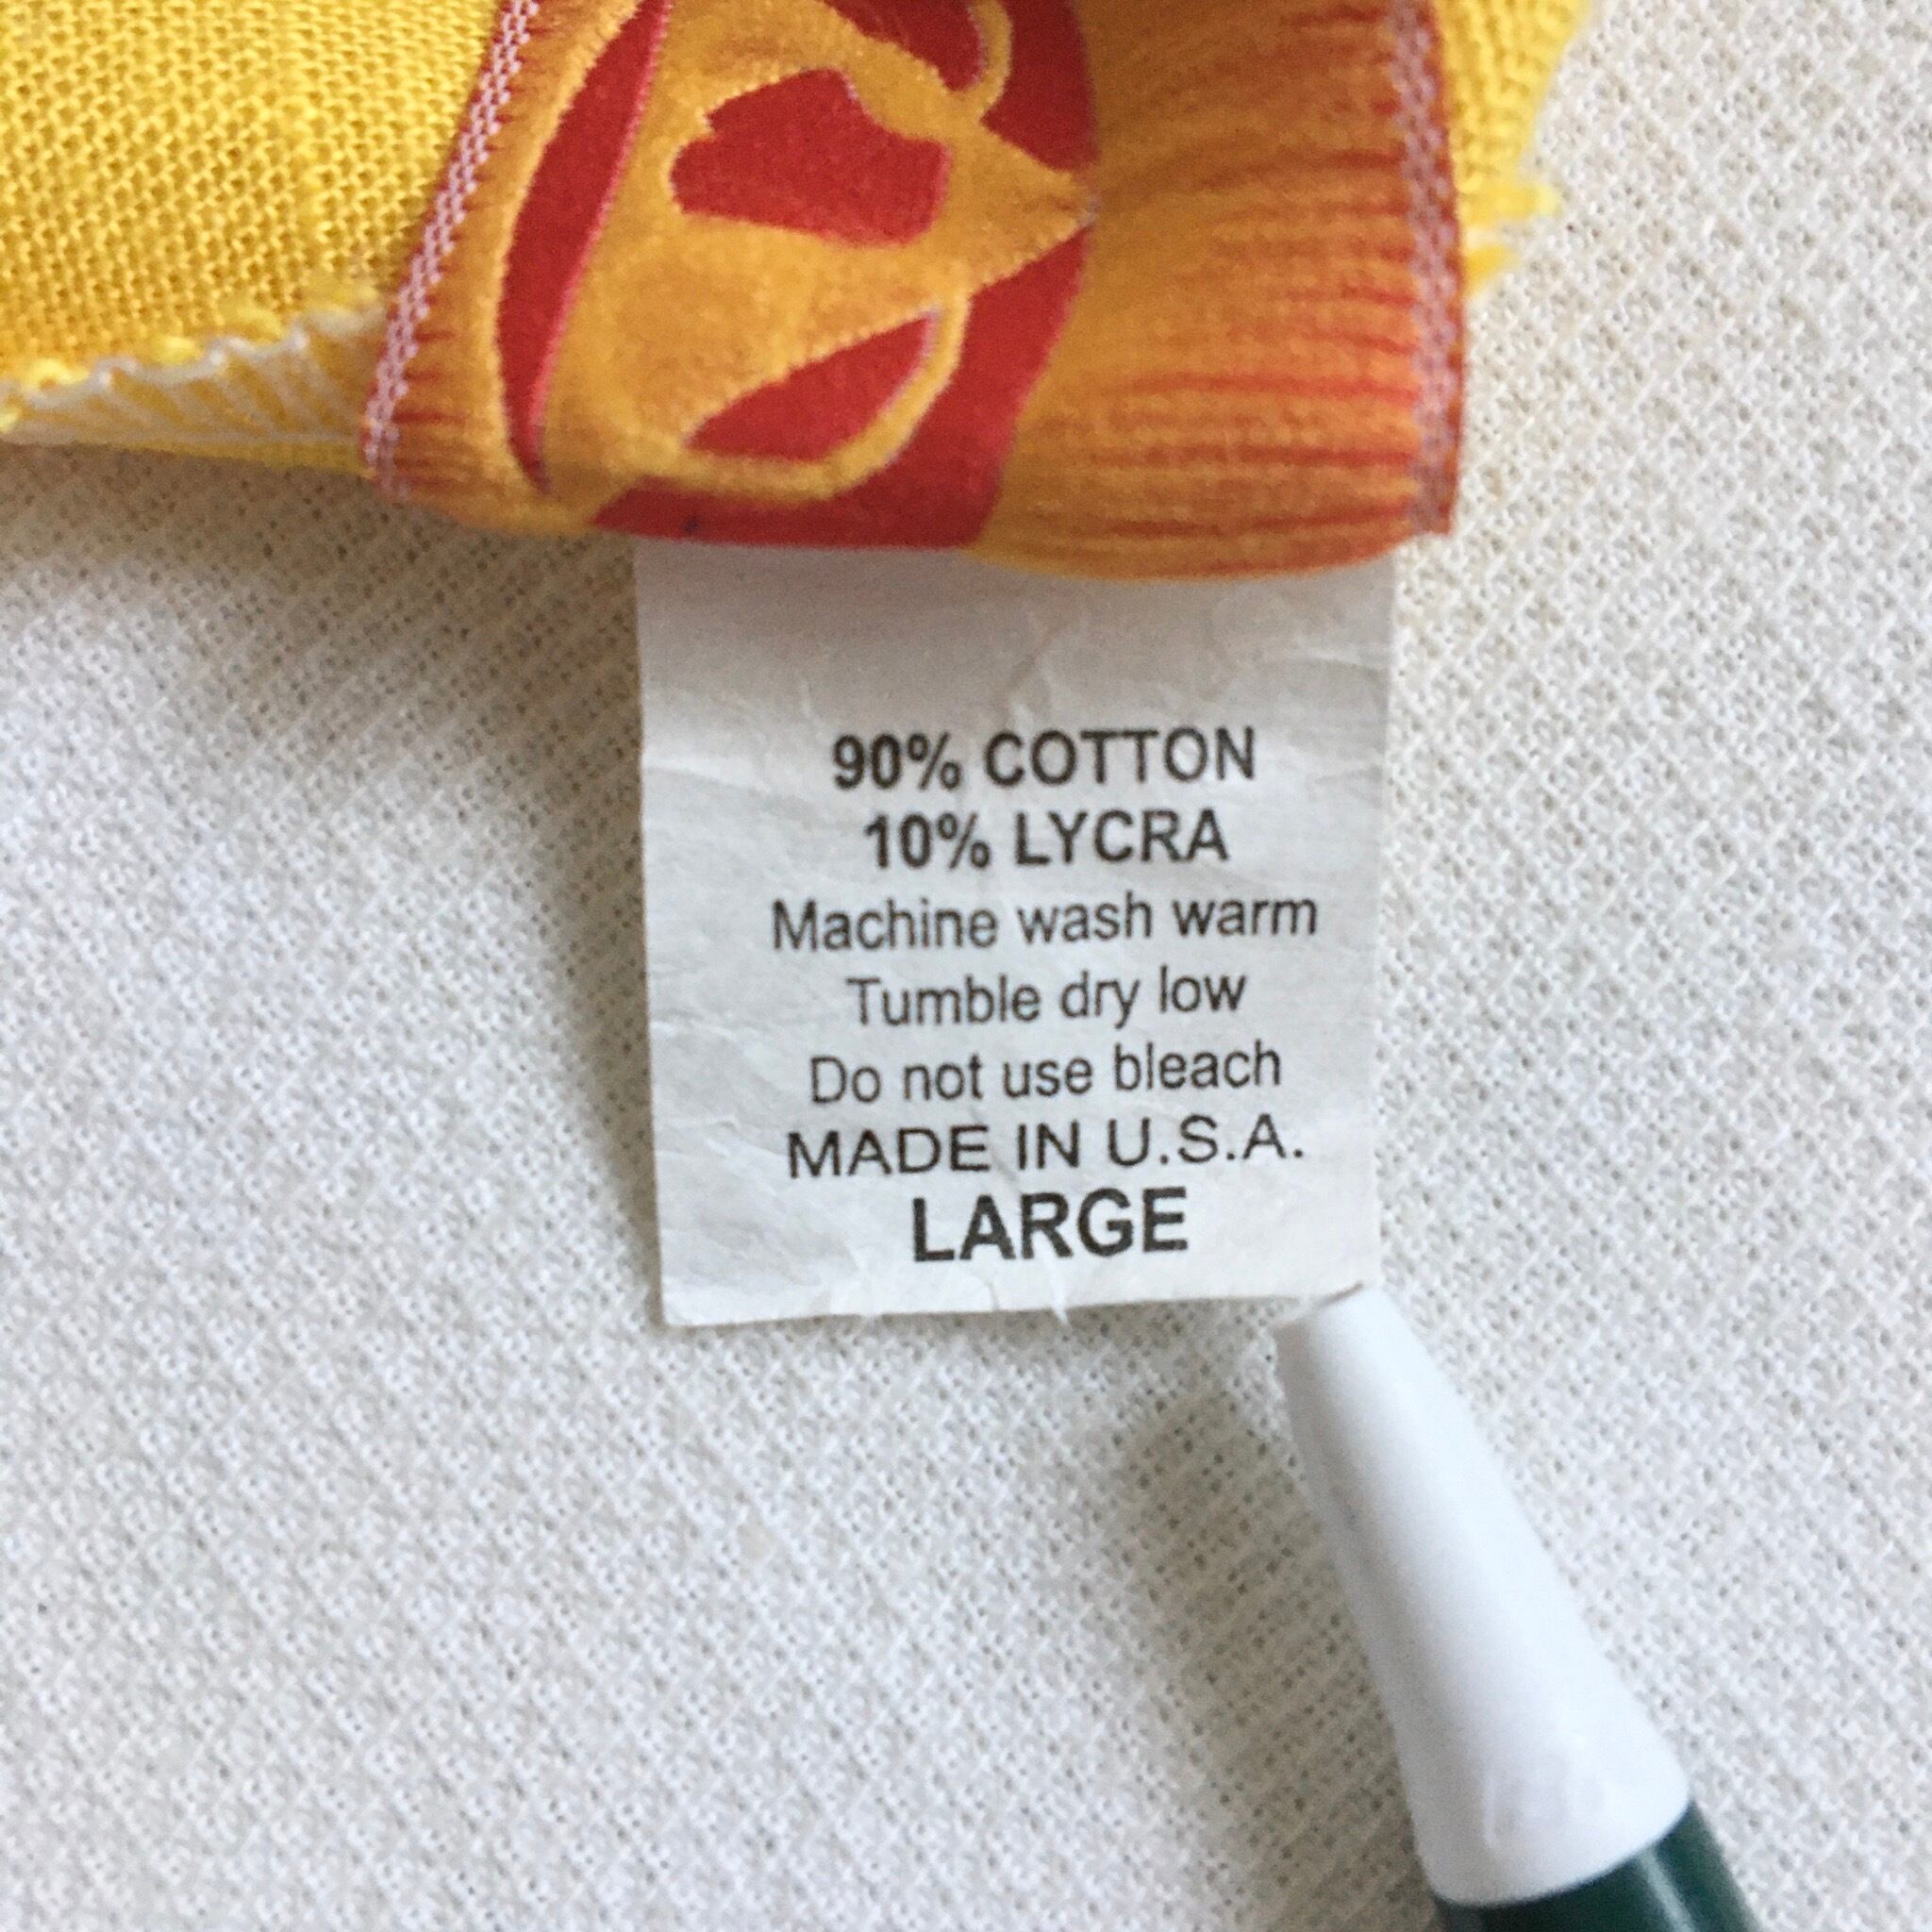 90% COTTON
10% LYCRA
Machine wash warm
Tumble dry low
Do not use bleach
MADE IN U.S.A.
LARGE